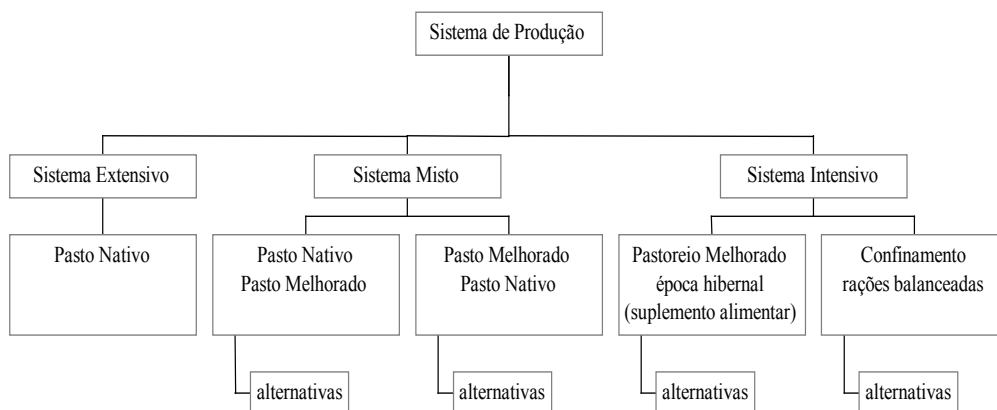 Sistema de Produção
Sistema Extensivo
Sistema Misto
Sistema Intensivo
Pasto Nativo
Pasto Nativo
Pasto Melhorado
Pasto Melhorado
Pasto Nativo
Pastoreio Melhorado
época hibernal
(suplemento alimentar)
Confinamento
rações balanceadas
alternativas
alternativas
alternativas
alternativas